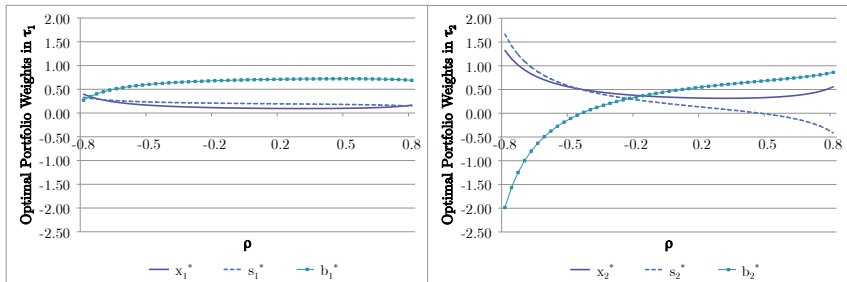 Optimal Portfolio Weights in τ₁
2.00
1.50
1.00
0.50
0.00
-0.50
-1.00
-1.50
-2.00
-2.50
-0.8 -0.5 -0.2 0.2 0.5 0.8
ρ
x₁* s₁* b₁*
Optimal Portfolio Weights in τ₂
2.00
1.50
1.00
0.50
0.00
-0.50
-1.00
-1.50
-2.00
-2.50
-0.8 -0.5 -0.2 0.2 0.5 0.8
ρ
x₂* s₂* b₂*